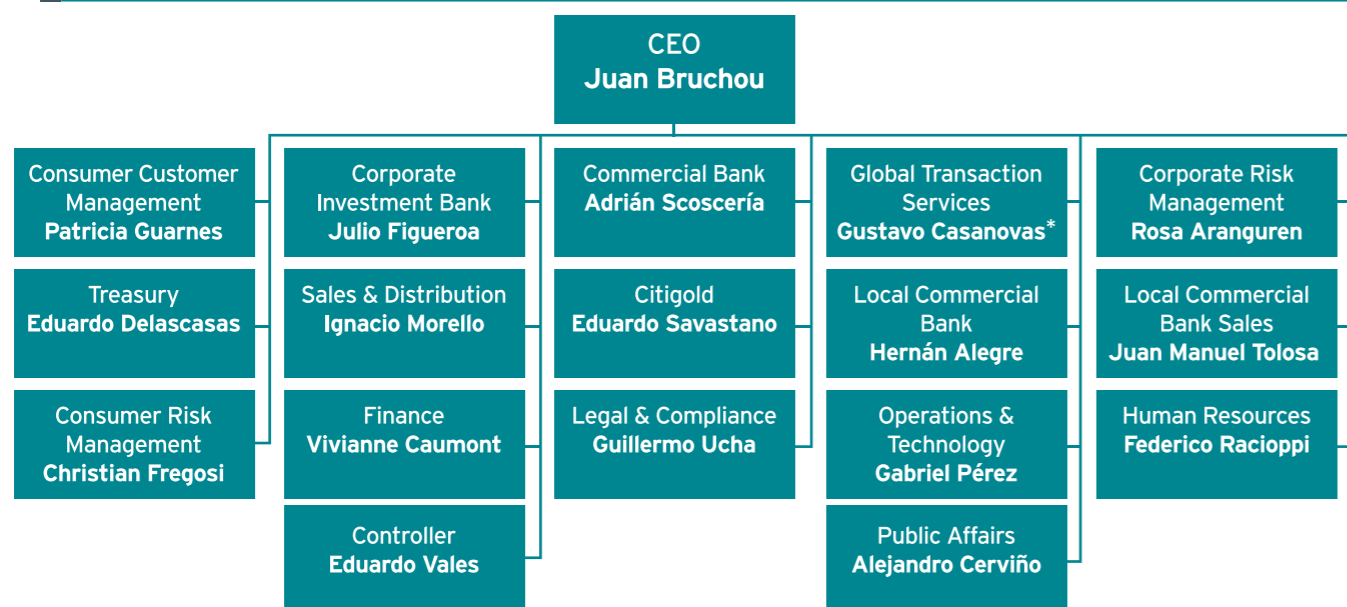 CEO
Juan Bruchou
Consumer Customer
Management
Patricia Guarnes
Corporate
Investment Bank
Julio Figueroa
Commercial Bank
Adrián Scoscería
Global Transaction
Services
Gustavo Casanovas*
Corporate Risk
Management
Rosa Aranguren
Treasury
Eduardo Delascasas
Sales & Distribution
Ignacio Morello
Citigold
Eduardo Savastano
Local Commercial
Bank
Hernán Alegre
Local Commercial
Bank Sales
Juan Manuel Tolosa
Consumer Risk
Management
Christian Fregosi
Finance
Vivianne Caumont
Legal & Compliance
Guillermo Ucha
Operations &
Technology
Gabriel Pérez
Human Resources
Federico Racioppi
Controller
Eduardo Vales
Public Affairs
Alejandro Cerviño